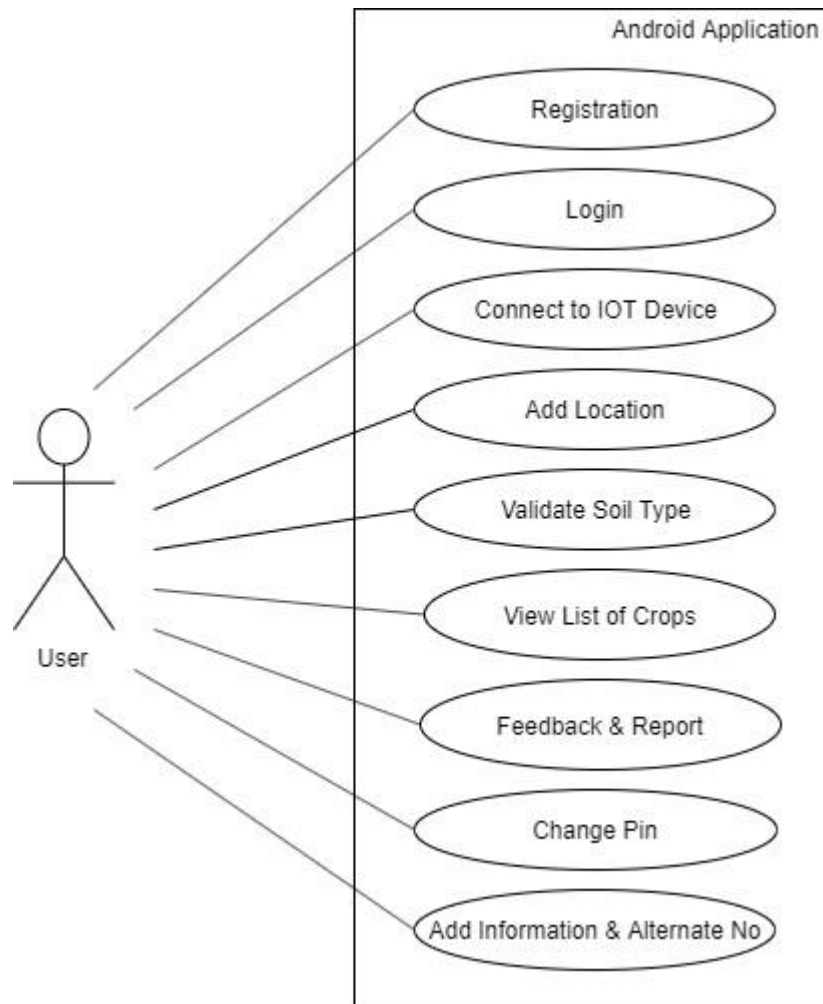 Android Application
Registration
Login
Connect to IOT Device
Add Location
Validate Soil Type
View List of Crops
User
Feedback & Report
Change Pin
Add Information & Alternate No